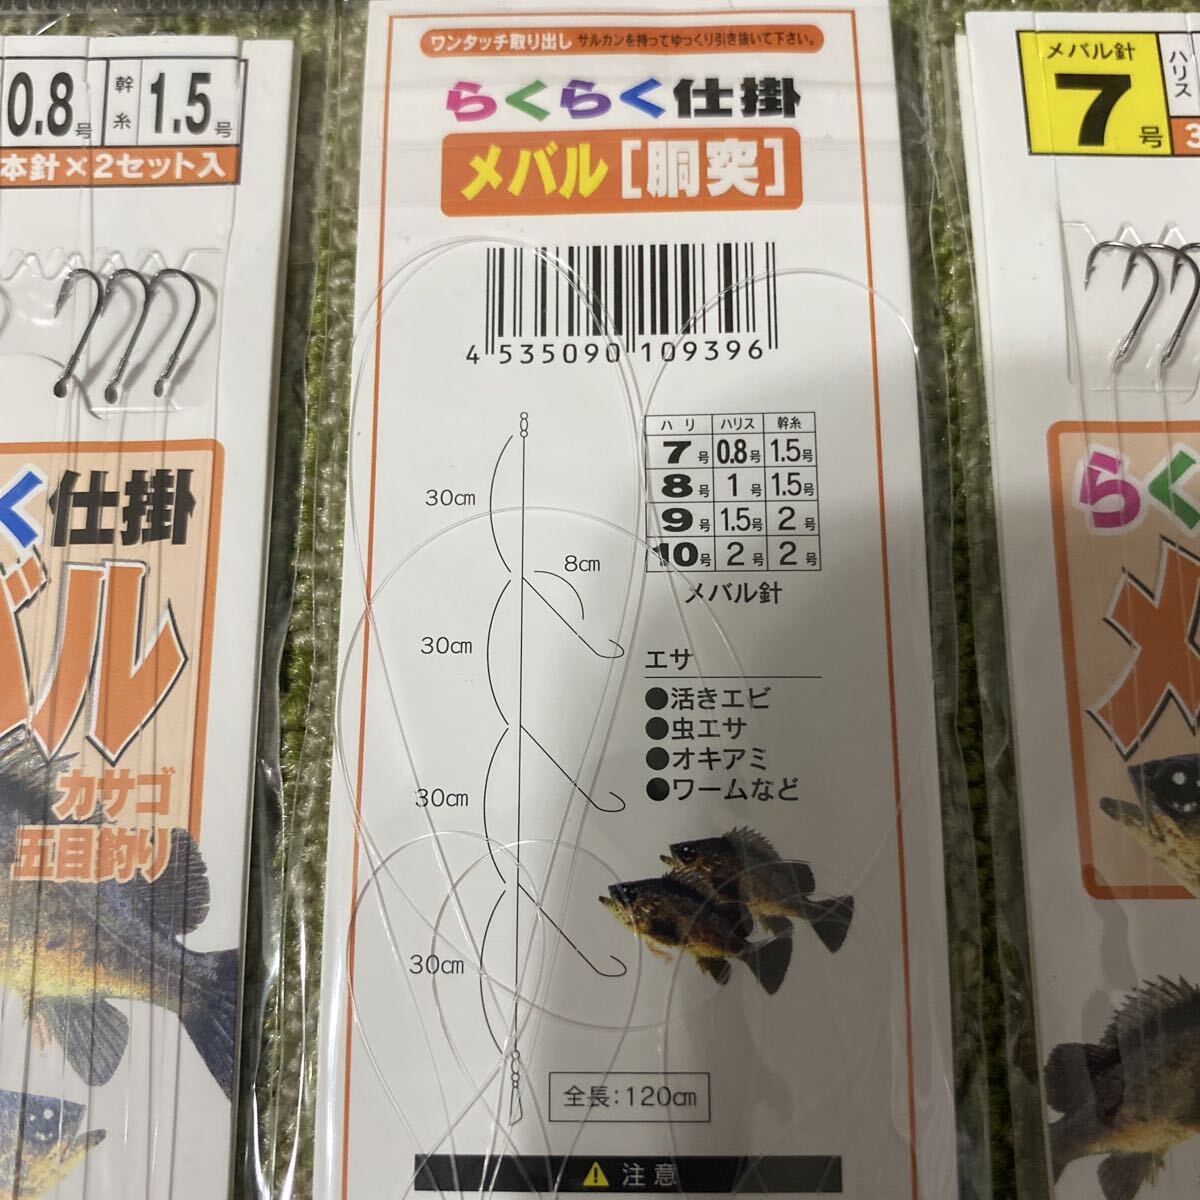 0.8号 幹糸 1.5号
本針×2セット入
く仕掛
バル
カサゴ
五目釣り
ワンタッチ取り出し サルカンを持ってゆっくり引き抜いて下さい。
らくらく仕掛
メバル[胴突]
4 535090 109396
30cm
8cm
30cm
30cm
30cm
ハリ ハリス 幹糸
7号 0.8号 1.5号
8号 1号 1.5号
9号 1.5号 2号
10号 2号 2号
メバル針
エサ
●活きエビ
●虫エサ
●オキアミ
●ワームなど
全長:120cm
注意
メバル針
7号
ハリス
3
らく
メ